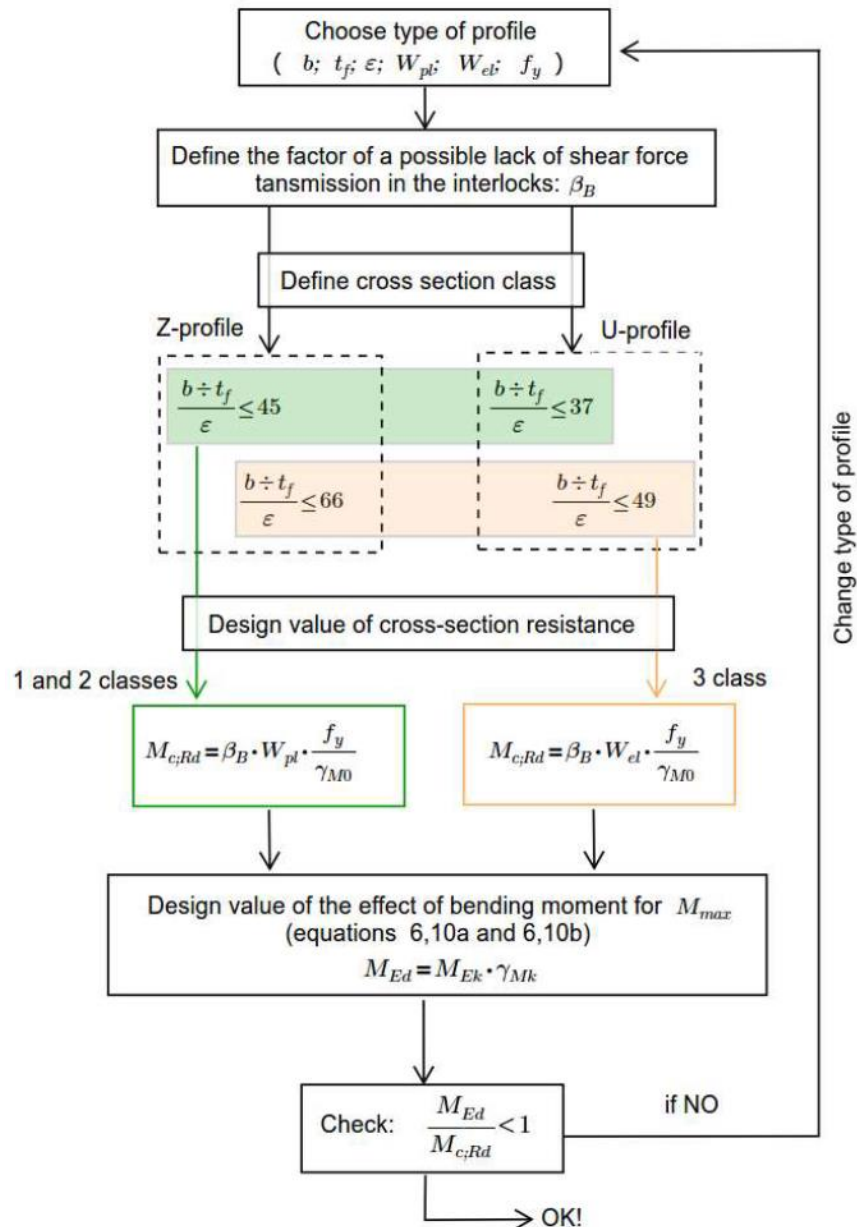 Choose type of profile
( b; t_f; ε; W_pl; W_el; f_y )
Define the factor of a possible lack of shear force
tansmission in the interlocks: β_B
Define cross section class
Z-profile
U-profile
(b ÷ t_f)/ε ≤ 45
(b ÷ t_f)/ε ≤ 37
(b ÷ t_f)/ε ≤ 66
(b ÷ t_f)/ε ≤ 49
Change type of profile
Design value of cross-section resistance
1 and 2 classes
3 class
M_c;Rd = β_B • W_pl • f_y/γ_M0
M_c;Rd = β_B • W_el • f_y/γ_M0
Design value of the effect of bending moment for M_max
(equations 6,10a and 6,10b)
M_Ed = M_Ek • γ_Mk
Check: M_Ed/M_c;Rd < 1
if NO
OK!